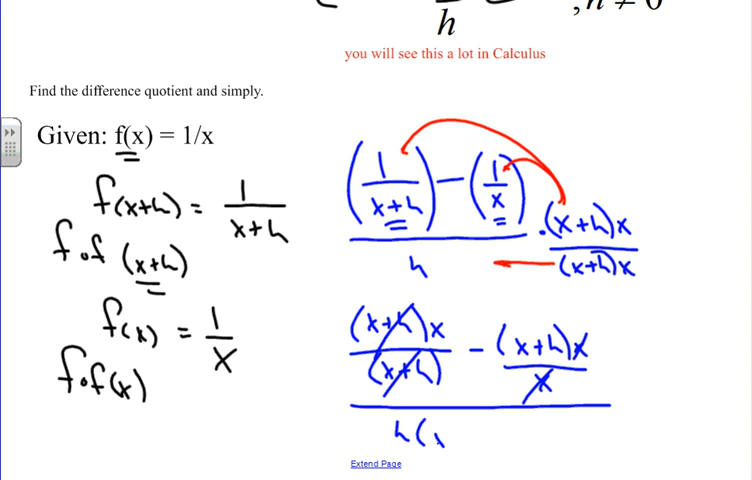 h
, h ≠ 0
you will see this a lot in Calculus
Find the difference quotient and simply.
Given: f(x) = 1/x
f(x+h) = 1/(x+h)
f of (x+h)
f(x) = 1/x
f of f(x)
(1/(x+h)) - (1/x) . (x+h)x
h (x+h)x
(x+h)x/(x+h) - (x+h)x/x
h(x
Extend Page